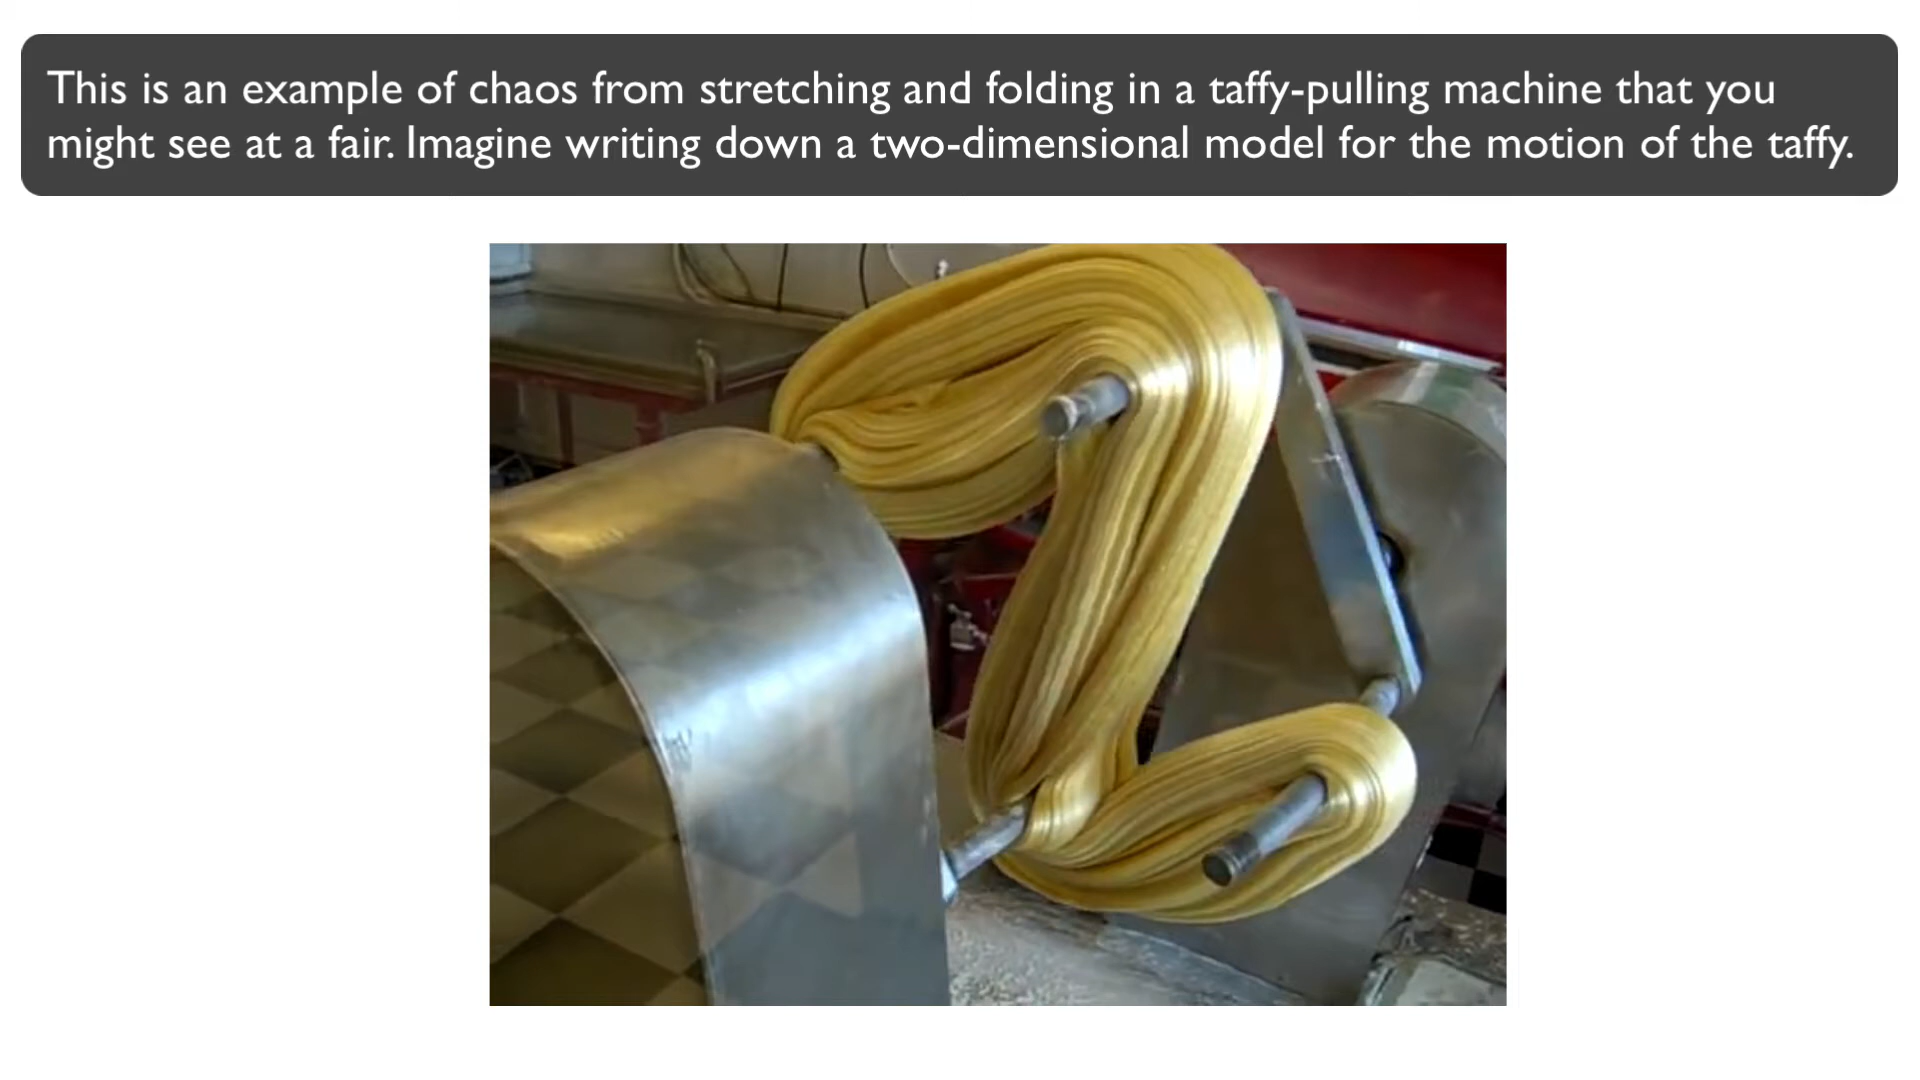 This is an example of chaos from stretching and folding in a taffy-pulling machine that you
might see at a fair. Imagine writing down a two-dimensional model for the motion of the taffy.